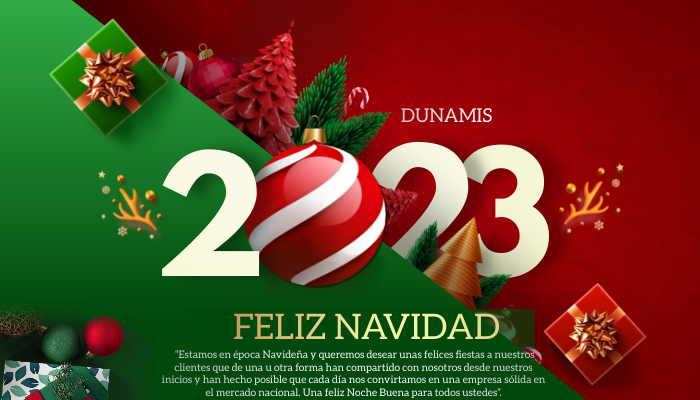 DUNAMIS
2023
FELIZ NAVIDAD
"Estamos en época Navideña y queremos desear unas felices fiestas a nuestros
clientes que de una u otra forma han compartido con nosotros desde nuestros
inicios y han hecho posible que cada día nos convirtamos en una empresa sólida en
el mercado nacional. Una feliz Noche Buena para todos ustedes".